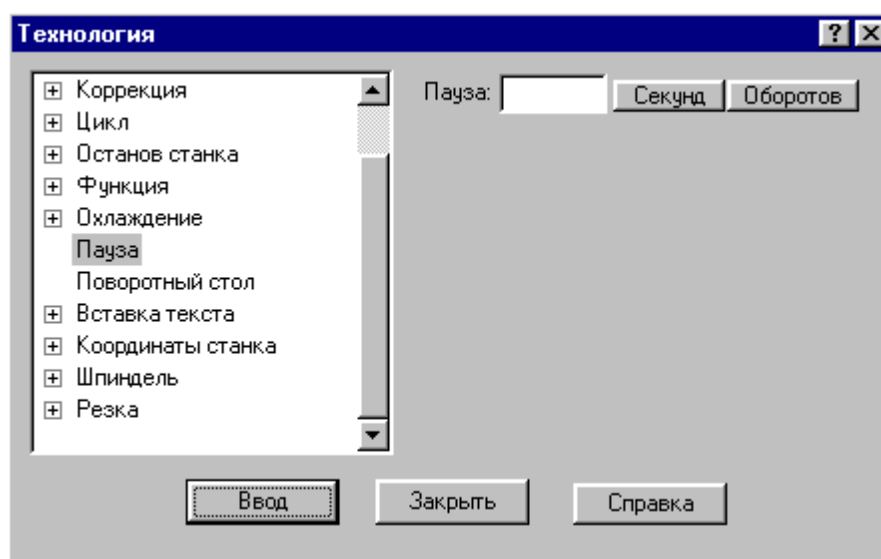 Технология
Коррекция
Цикл
Останов станка
Функция
Охлаждение
Пауза
Поворотный стол
Вставка текста
Координаты станка
Шпиндель
Резка
Пауза: Секунд Оборотов
Ввод Закрыть Справка